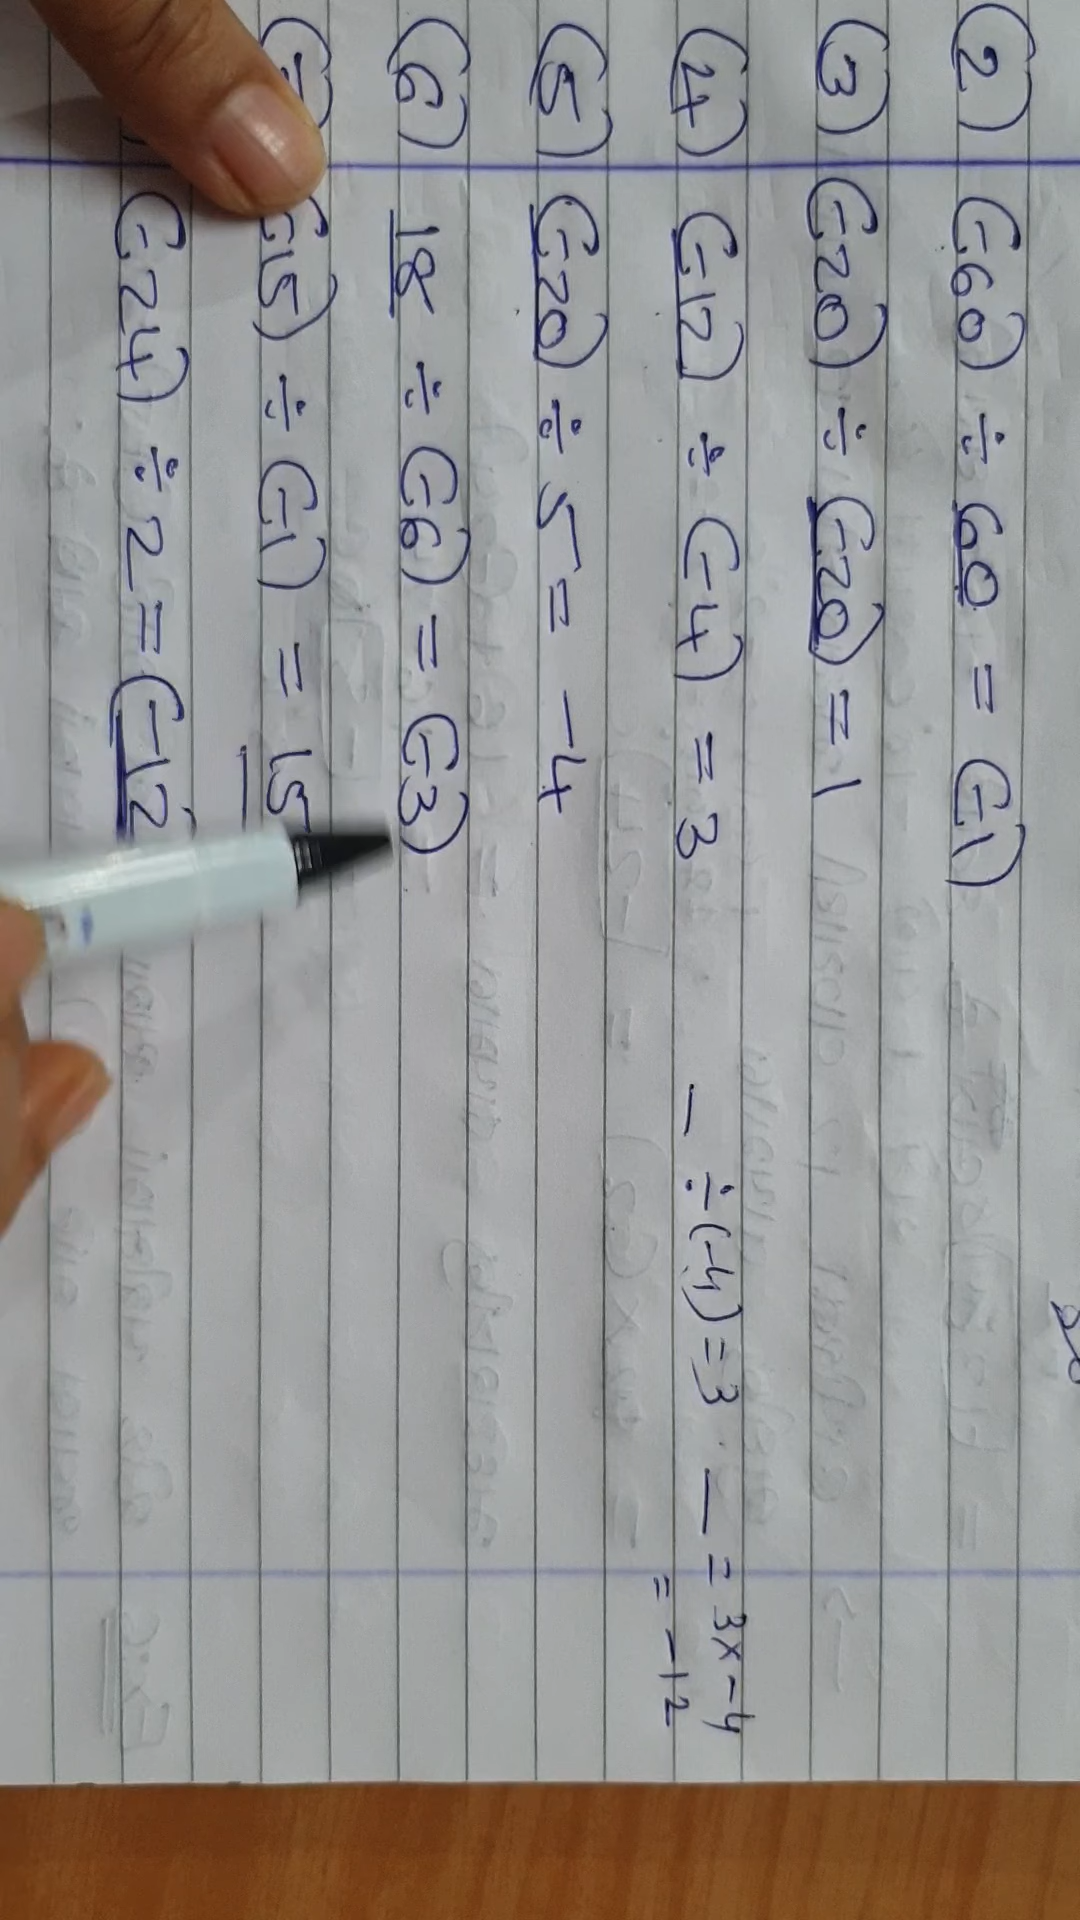 (2) (-60) ÷ 60 = (-1)
(3) (-20) ÷ (-20) = 1
(4) (-12) ÷ (-4) = 3 — ÷ (-4) = 3 — = 3 x -4
= -12
(5) (-20) ÷ 5 = -4
(6) 18 ÷ (-6) = (-3)
(-15) ÷ (-1) = 15
(-24) ÷ 2 = (-12